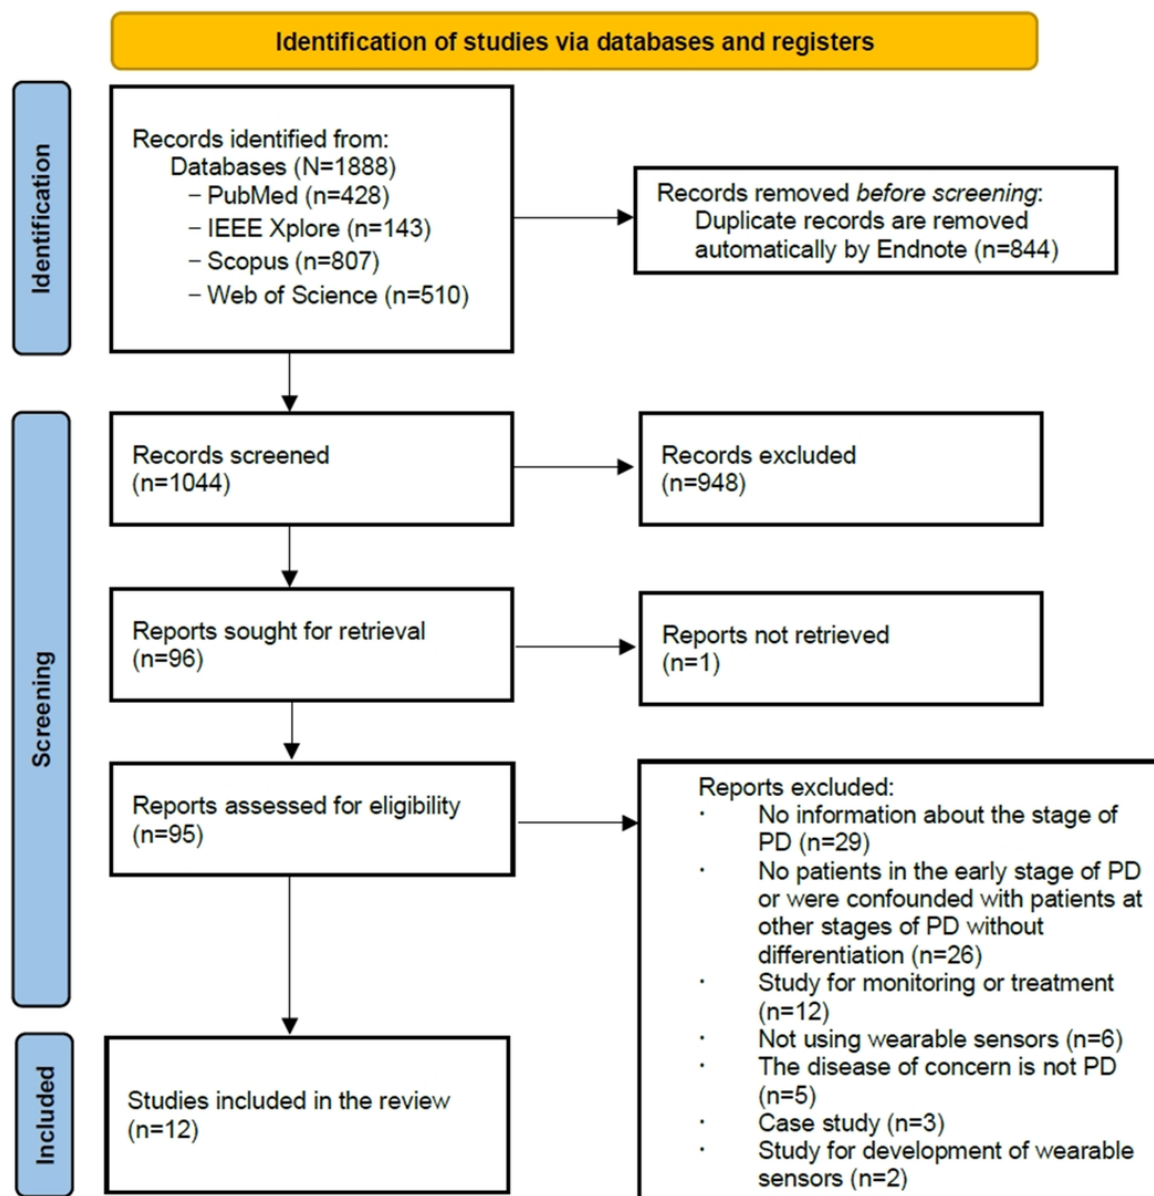 Identification of studies via databases and registers
Identification
Records identified from:
Databases (N=1888)
– PubMed (n=428)
– IEEE Xplore (n=143)
– Scopus (n=807)
– Web of Science (n=510)
Records removed before screening:
Duplicate records are removed
automatically by Endnote (n=844)
Screening
Records screened
(n=1044)
Records excluded
(n=948)
Reports sought for retrieval
(n=96)
Reports not retrieved
(n=1)
Reports assessed for eligibility
(n=95)
Reports excluded:
· No information about the stage of
PD (n=29)
· No patients in the early stage of PD
or were confounded with patients at
other stages of PD without
differentiation (n=26)
· Study for monitoring or treatment
(n=12)
· Not using wearable sensors (n=6)
· The disease of concern is not PD
(n=5)
· Case study (n=3)
· Study for development of wearable
sensors (n=2)
Included
Studies included in the review
(n=12)